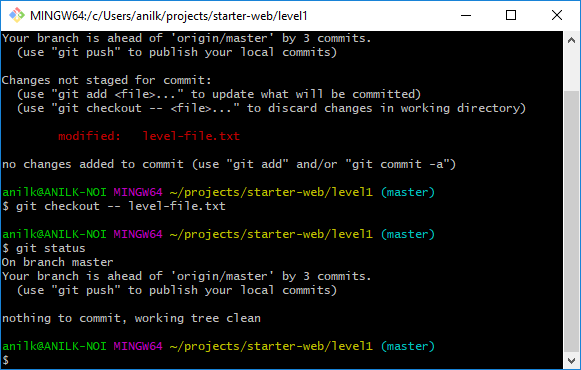 MINGW64:/c/Users/anilk/projects/starter-web/level1
Your branch is ahead of 'origin/master' by 3 commits.
  (use "git push" to publish your local commits)
Changes not staged for commit:
  (use "git add <file>..." to update what will be committed)
  (use "git checkout -- <file>..." to discard changes in working directory)
        modified:   level-file.txt
no changes added to commit (use "git add" and/or "git commit -a")
anilk@ANILK-NOI MINGW64 ~/projects/starter-web/level1 (master)
$ git checkout -- level-file.txt
anilk@ANILK-NOI MINGW64 ~/projects/starter-web/level1 (master)
$ git status
On branch master
Your branch is ahead of 'origin/master' by 3 commits.
  (use "git push" to publish your local commits)
nothing to commit, working tree clean
anilk@ANILK-NOI MINGW64 ~/projects/starter-web/level1 (master)
$